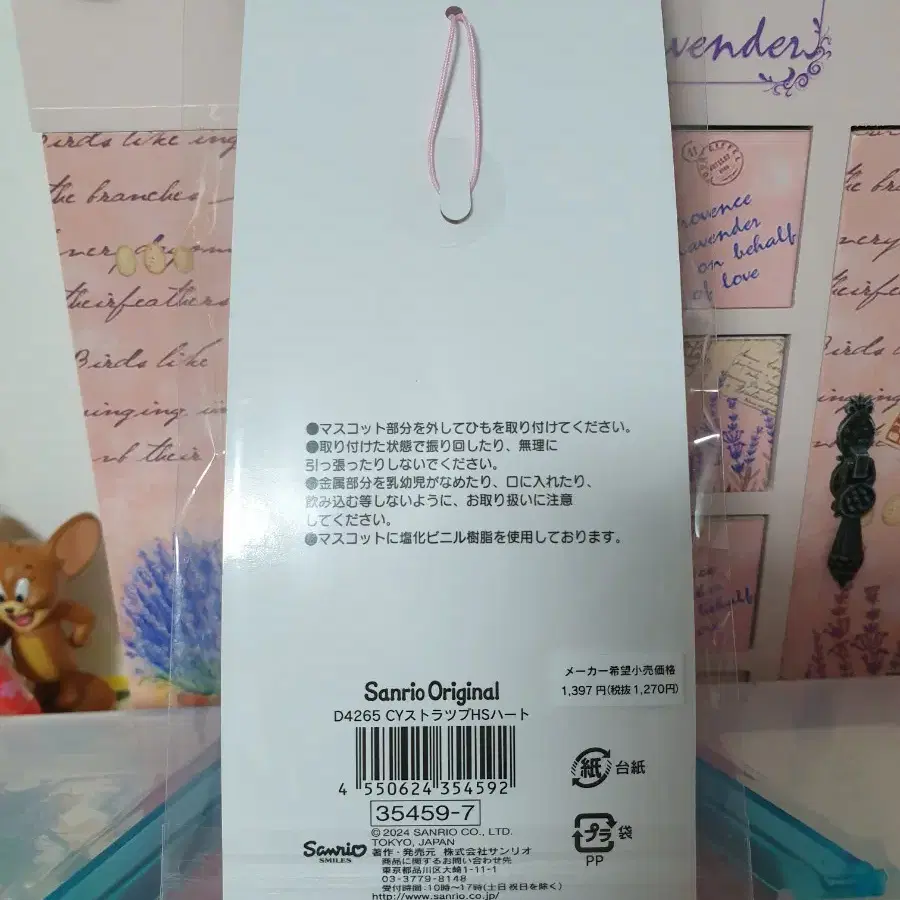 vender
Birds like
the branches
theirfeathers
Birds like
Provence
Lavender
on behalf
of love
●マスコット部分を外してひもを取り付けてください。
●取り付けた状態で振り回したり、無理に
引っ張ったりしないでください。
●金属部分を乳幼児がなめたり、口に入れたり、
飲み込む等しないように、お取り扱いに注意
してください。
●マスコットに塩化ビニル樹脂を使用しております。
メーカー希望小売価格
1,397 円(税抜 1,270円)
Sanrio Original
D4265 CYストラップHSハート
4 550624 354592
35459-7
紙 台紙
プラ 袋
PP
© 2024 SANRIO CO., LTD.
TOKYO, JAPAN
Sanrio
SMILES
著作・発売元 株式会社サンリオ
商品に関するお問い合わせ先
東京都品川区大崎1-11-1
03-3779-8148
受付時間:10時~17時(土日祝日を除く)
http://www.sanrio.co.jp/